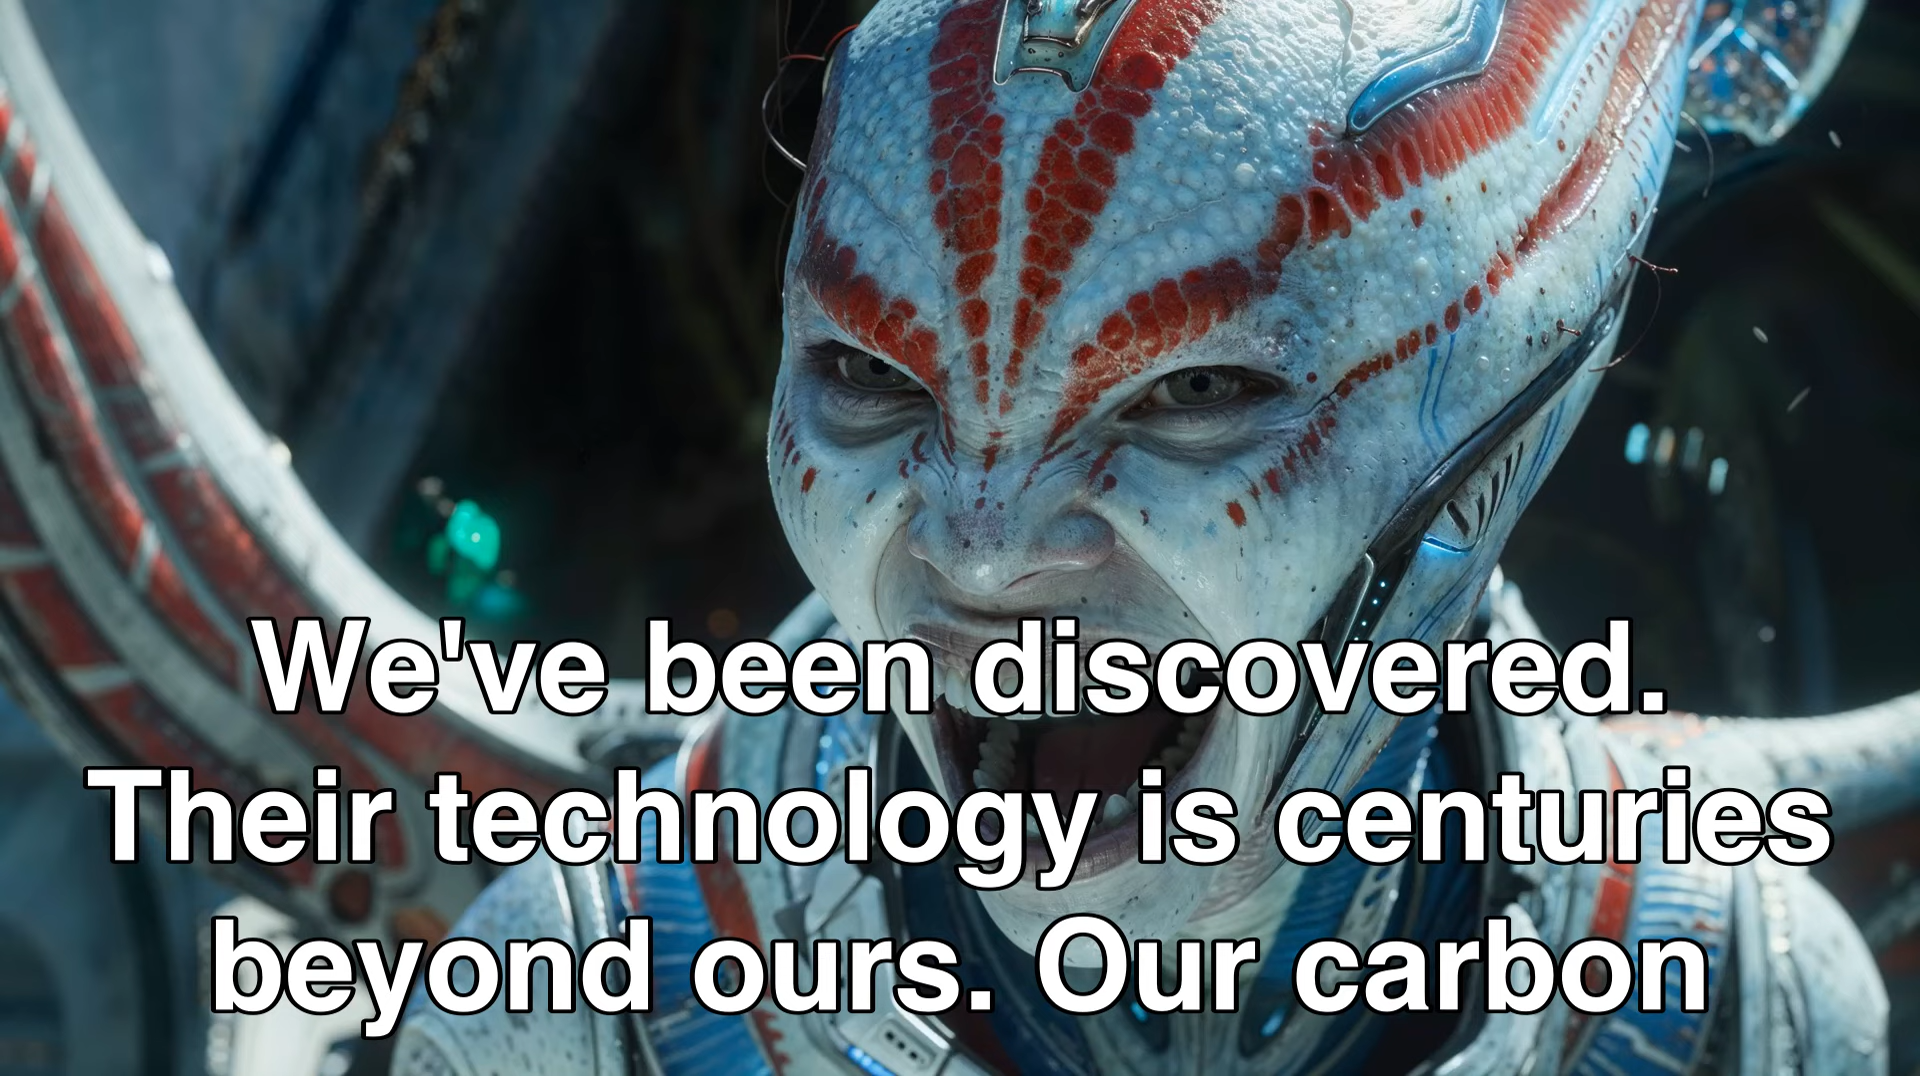 We've been discovered.
Their technology is centuries
beyond ours. Our carbon